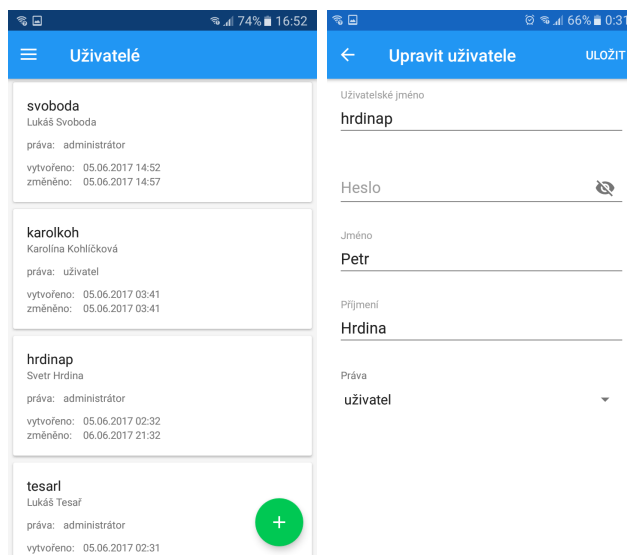 74% 16:52
Uživatelé
svoboda
Lukáš Svoboda
práva: administrátor
vytvořeno: 05.06.2017 14:52
změněno: 05.06.2017 14:57
karolkoh
Karolína Kohlíčková
práva: uživatel
vytvořeno: 05.06.2017 03:41
změněno: 05.06.2017 03:41
hrdinap
Svetr Hrdina
práva: administrátor
vytvořeno: 05.06.2017 02:32
změněno: 06.06.2017 21:32
tesarl
Lukáš Tesař
práva: administrátor
vytvořeno: 05.06.2017 02:31
+
66% 0:31
Upravit uživatele ULOŽIT
Uživatelské jméno
hrdinap
Heslo
Jméno
Petr
Příjmení
Hrdina
Práva
uživatel